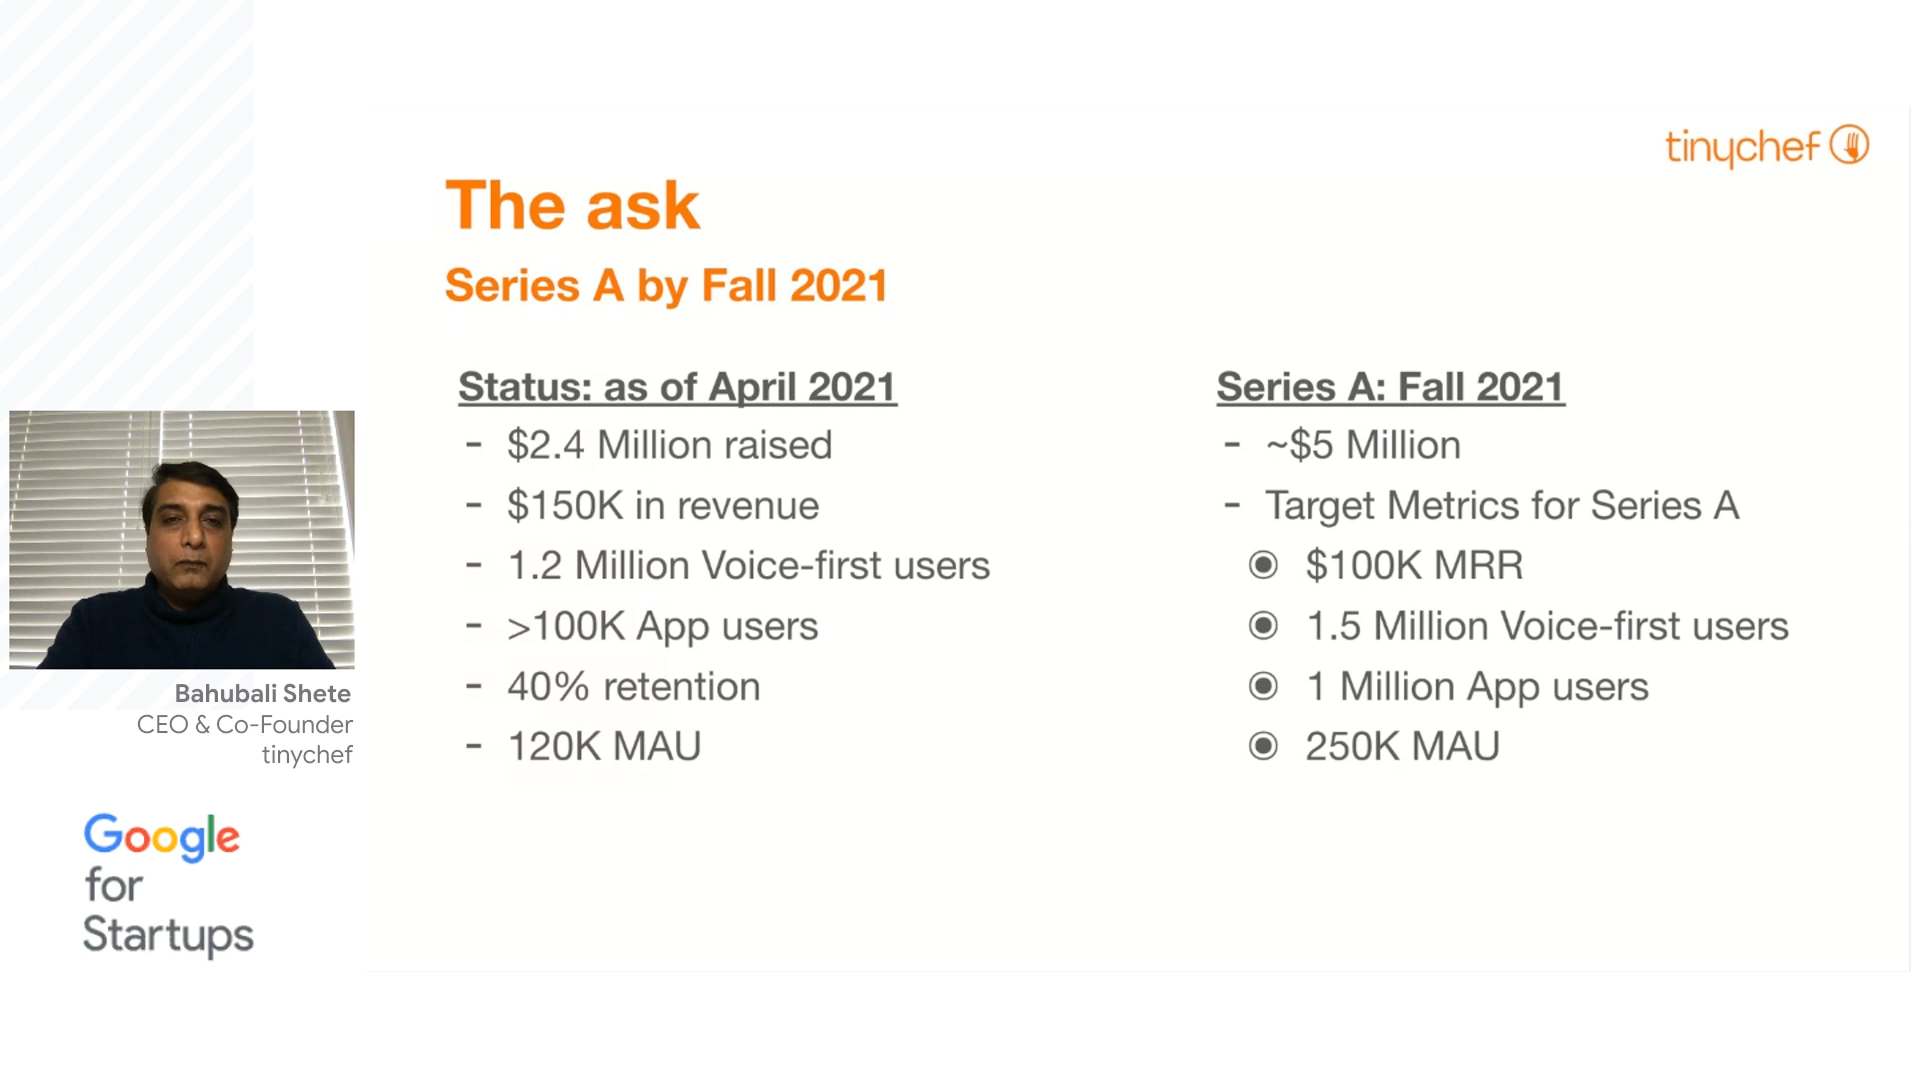 tinychef
The ask
Series A by Fall 2021
Status: as of April 2021
- $2.4 Million raised
- $150K in revenue
- 1.2 Million Voice-first users
- >100K App users
- 40% retention
- 120K MAU
Series A: Fall 2021
- ~$5 Million
- Target Metrics for Series A
◉ $100K MRR
◉ 1.5 Million Voice-first users
◉ 1 Million App users
◉ 250K MAU
Bahubali Shete
CEO & Co-Founder
tinychef
Google
for
Startups